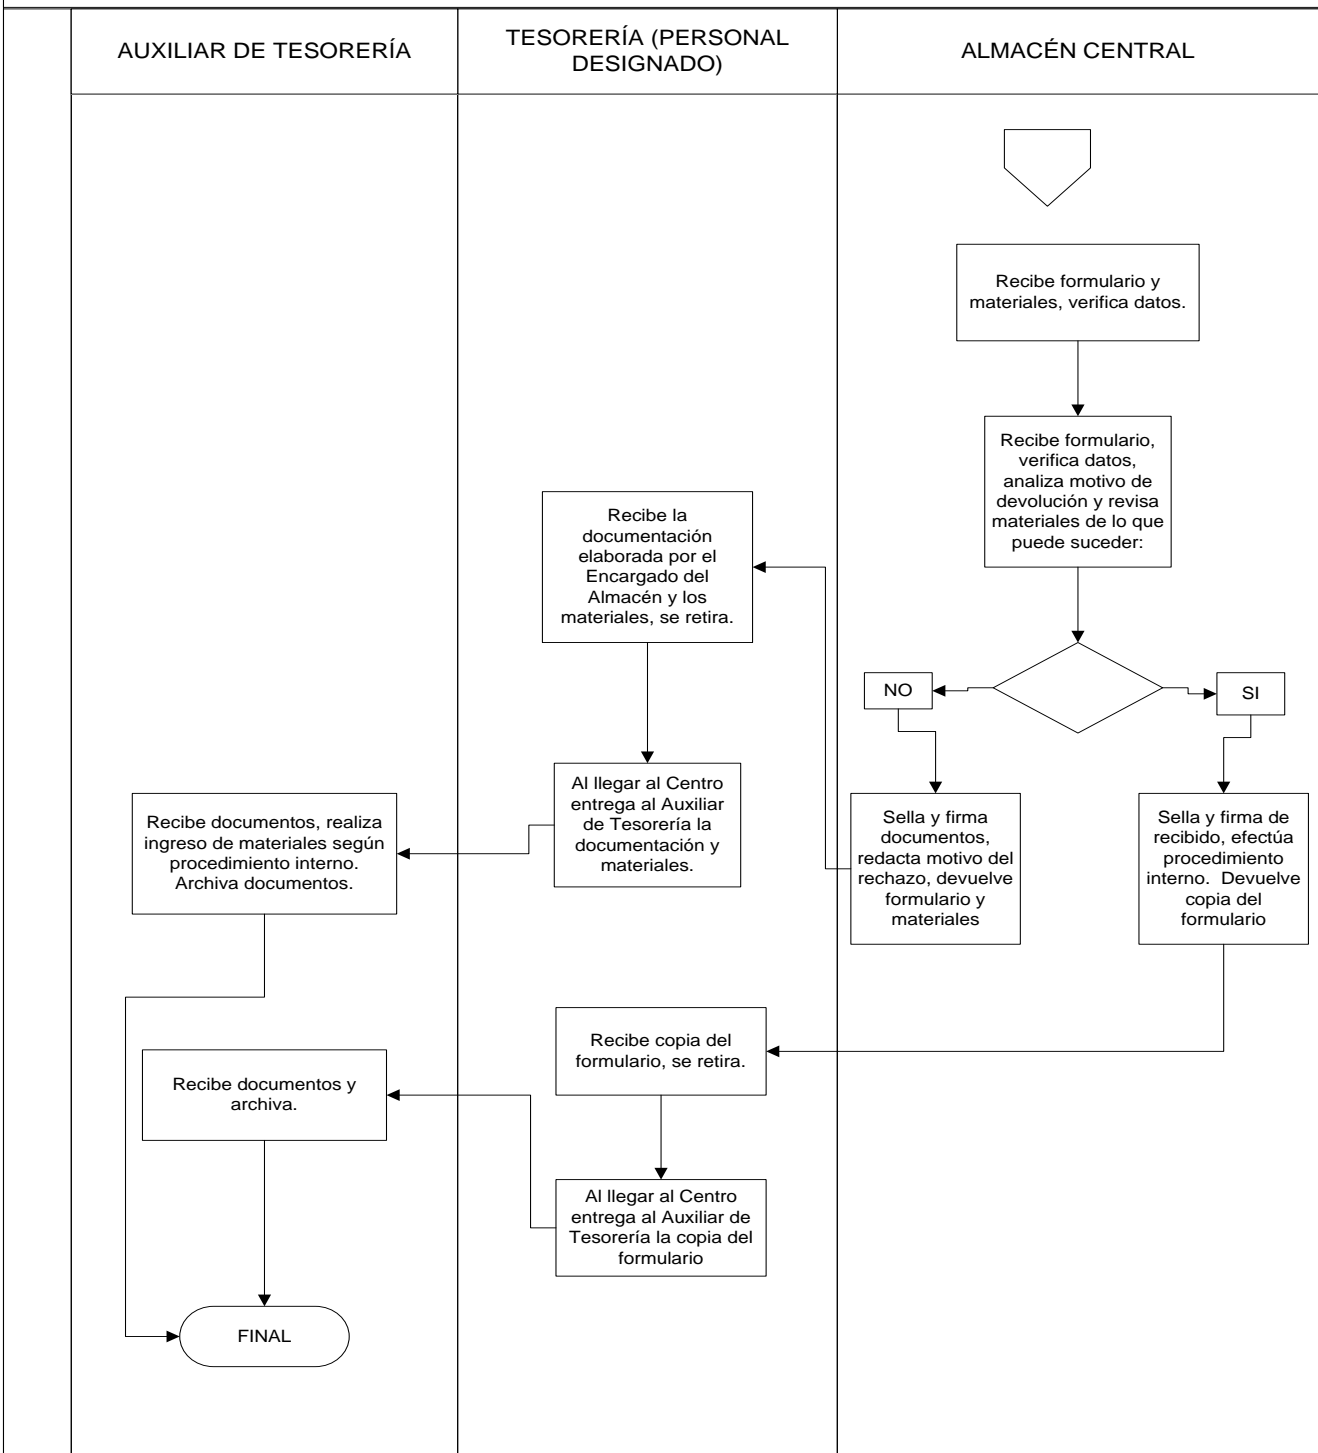 AUXILIAR DE TESORERÍA
TESORERÍA (PERSONAL
DESIGNADO)
ALMACÉN CENTRAL
Recibe formulario y
materiales, verifica datos.
Recibe formulario,
verifica datos,
analiza motivo de
devolución y revisa
materiales de lo que
puede suceder:
NO
SI
Sella y firma
documentos,
redacta motivo del
rechazo, devuelve
formulario y
materiales
Sella y firma de
recibido, efectúa
procedimiento
interno.  Devuelve
copia del
formulario
Recibe la
documentación
elaborada por el
Encargado del
Almacén y los
materiales, se retira.
Al llegar al Centro
entrega al Auxiliar
de Tesorería la
documentación y
materiales.
Recibe documentos, realiza
ingreso de materiales según
procedimiento interno.
Archiva documentos.
Recibe copia del
formulario, se retira.
Al llegar al Centro
entrega al Auxiliar de
Tesorería la copia del
formulario
Recibe documentos y
archiva.
FINAL